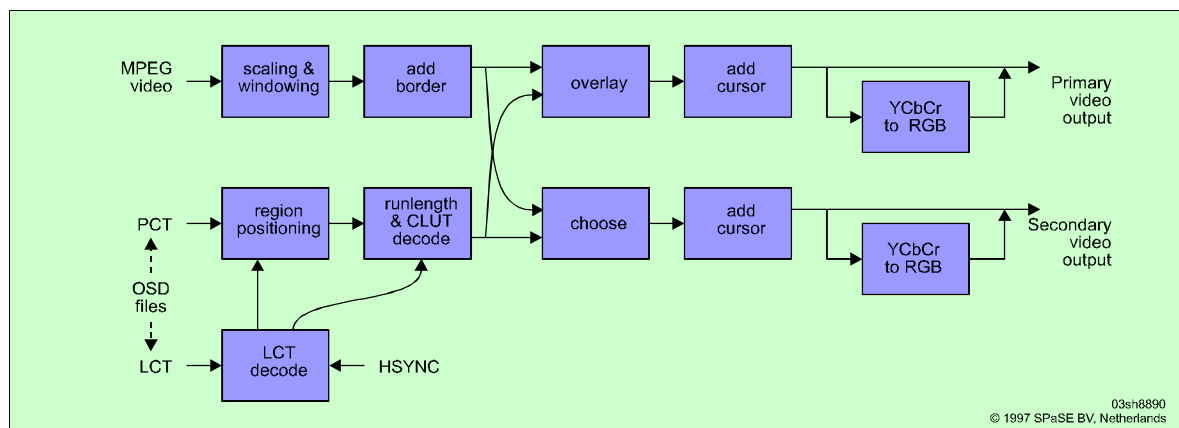 MPEG
video
scaling &
windowing
add
border
overlay
add
cursor
YCbCr
to RGB
Primary
video
output
PCT
region
positioning
runlength
& CLUT
decode
choose
add
cursor
YCbCr
to RGB
Secondary
video
output
OSD
files
LCT
LCT
decode
HSYNC
03sh8890
© 1997 SPaSE BV, Netherlands